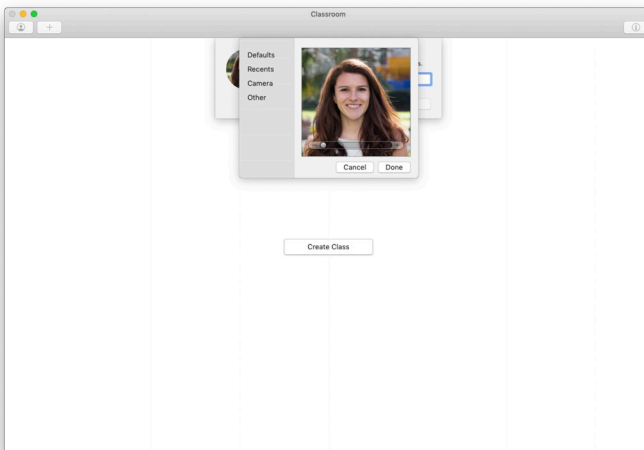 Classroom
Defaults
Recents
Camera
Other
s.
Cancel
Done
Create Class